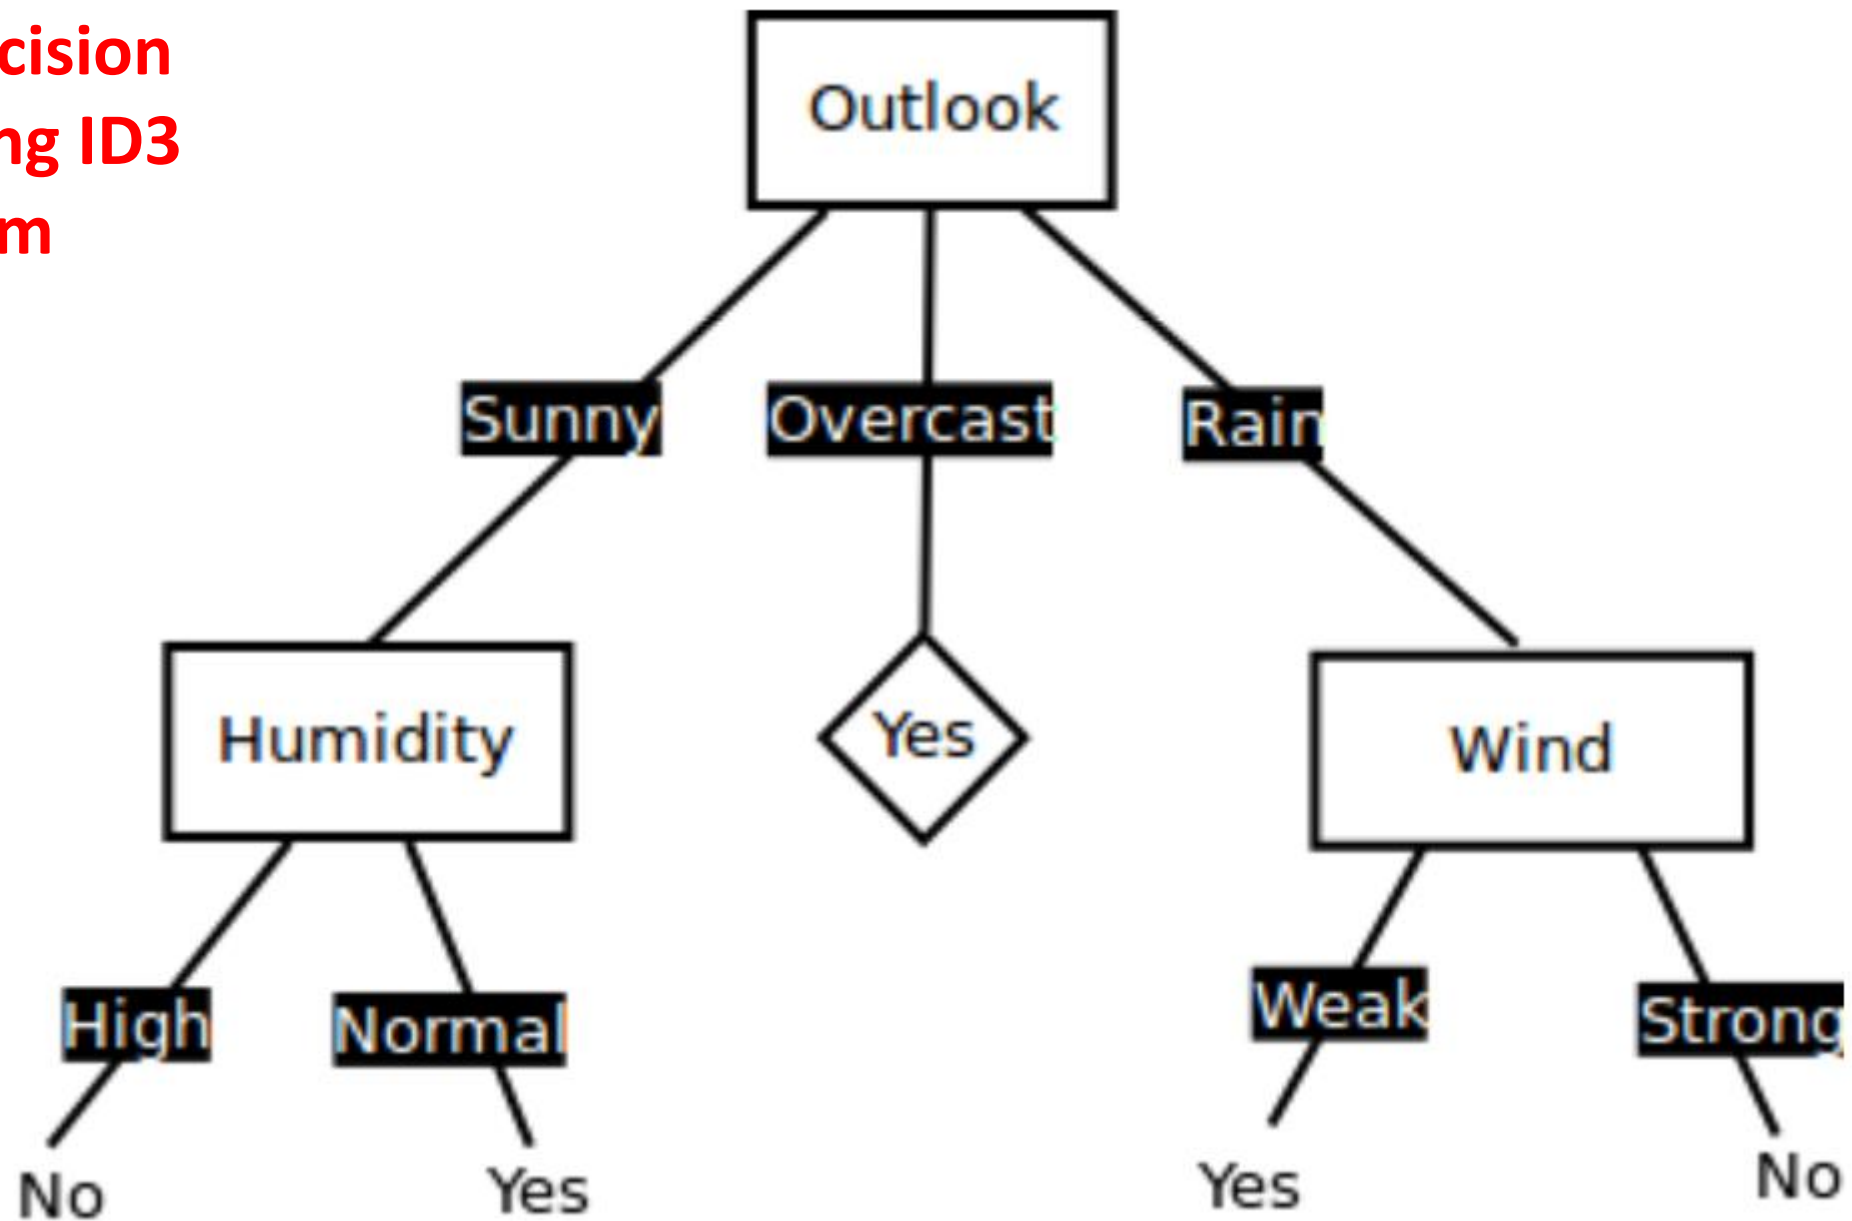 cision
ng ID3
m
Outlook
Sunny Overcast Rain
Humidity Yes Wind
High Normal Weak Strong
No Yes Yes No